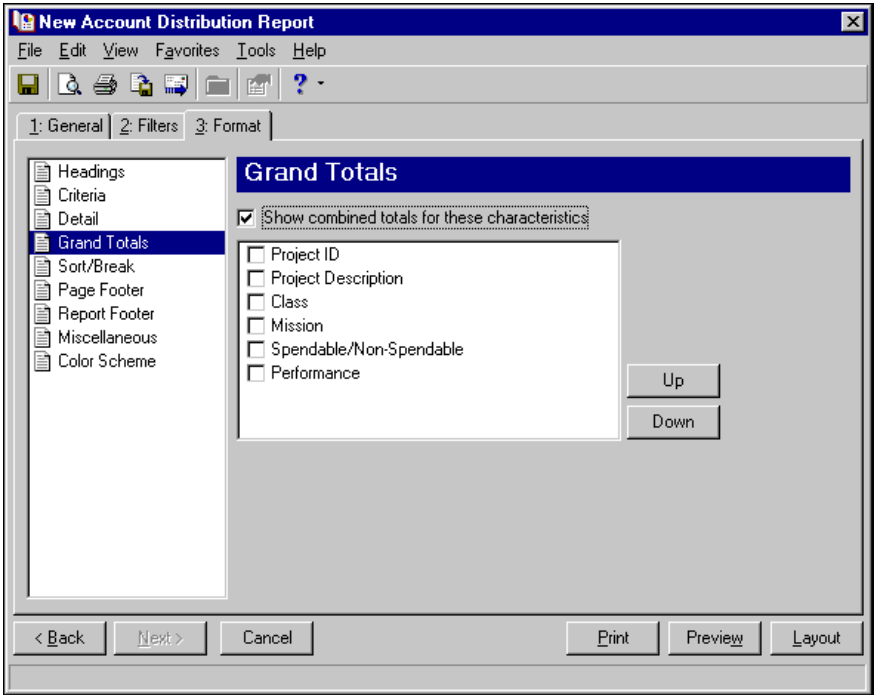 New Account Distribution Report
File Edit View Favorites Tools Help
?
1: General 2: Filters 3: Format
Headings
Criteria
Detail
Grand Totals
Sort/Break
Page Footer
Report Footer
Miscellaneous
Color Scheme
Grand Totals
Show combined totals for these characteristics
Project ID
Project Description
Class
Mission
Spendable/Non-Spendable
Performance
Up
Down
< Back Next > Cancel Print Preview Layout